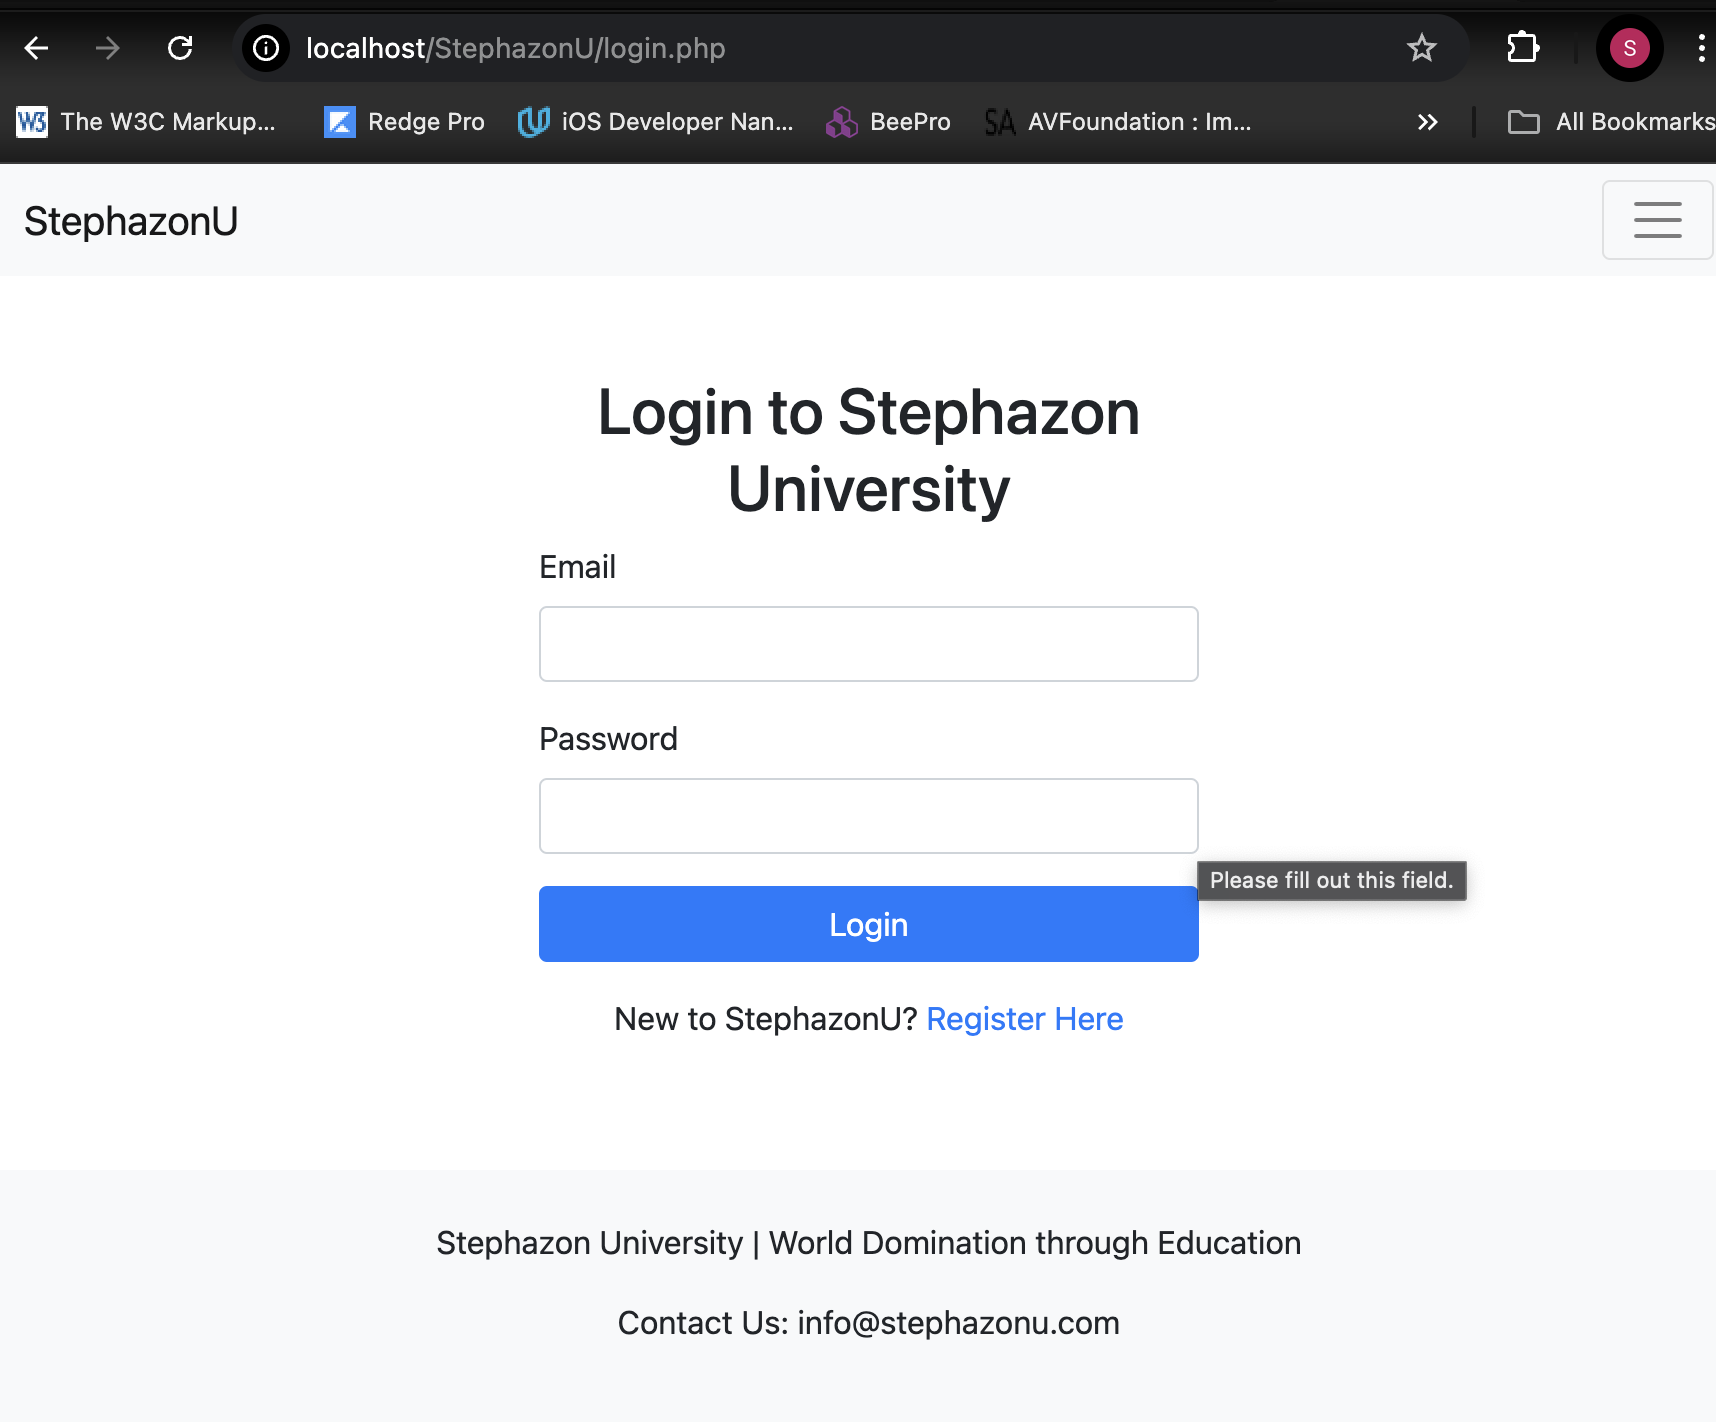 localhost/StephazonU/login.php
S
W3 The W3C Markup... Redge Pro iOS Developer Nan... BeePro SA AVFoundation : Im... All Bookmarks
StephazonU
Login to Stephazon
University
Email
Password
Please fill out this field.
Login
New to StephazonU? Register Here
Stephazon University | World Domination through Education
Contact Us: info@stephazonu.com